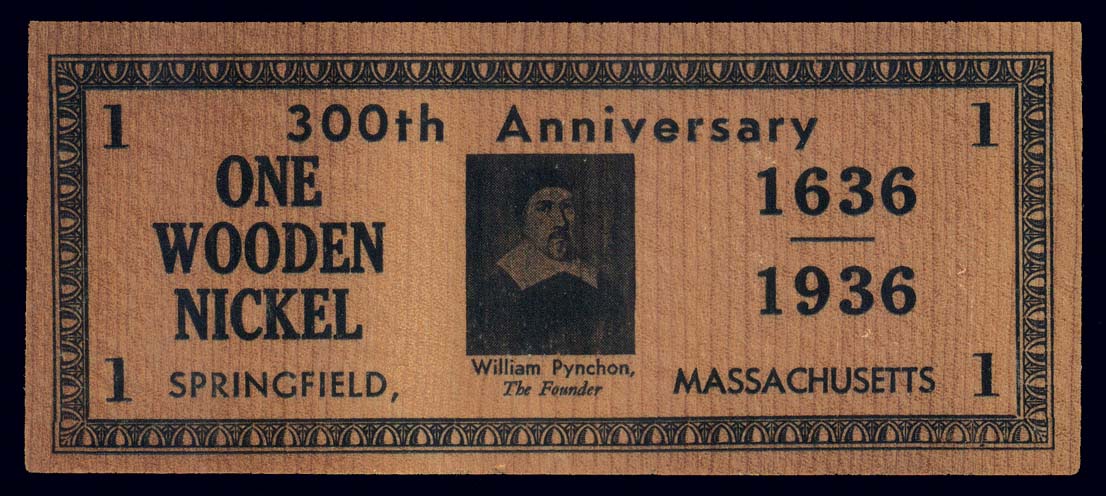 1 300th Anniversary 1
ONE
WOODEN
NICKEL
1636
1936
William Pynchon,
The Founder
1 SPRINGFIELD, MASSACHUSETTS 1